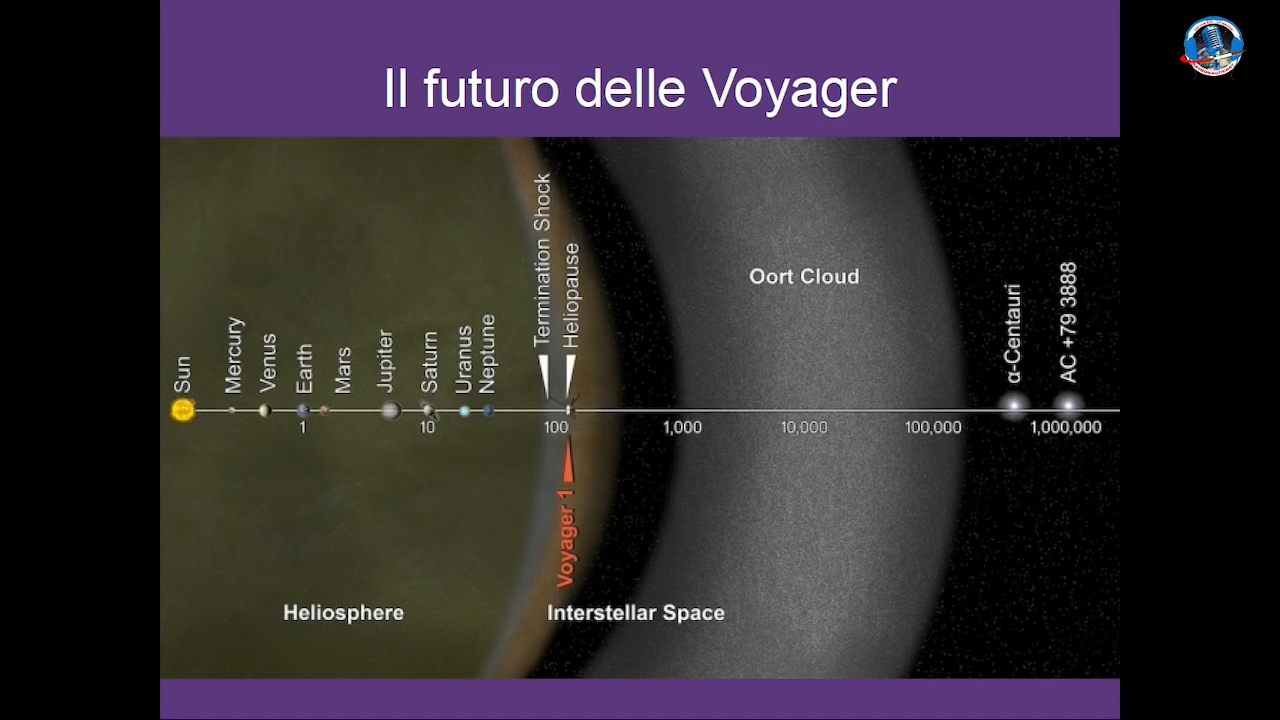 Il futuro delle Voyager
Termination Shock
Heliopause
Oort Cloud
α-Centauri
AC +79 3888
Sun
Mercury
Venus
Earth
Mars
Jupiter
Saturn
Uranus
Neptune
1
10
100
1,000
10,000
100,000
1,000,000
Voyager 1
Heliosphere
Interstellar Space